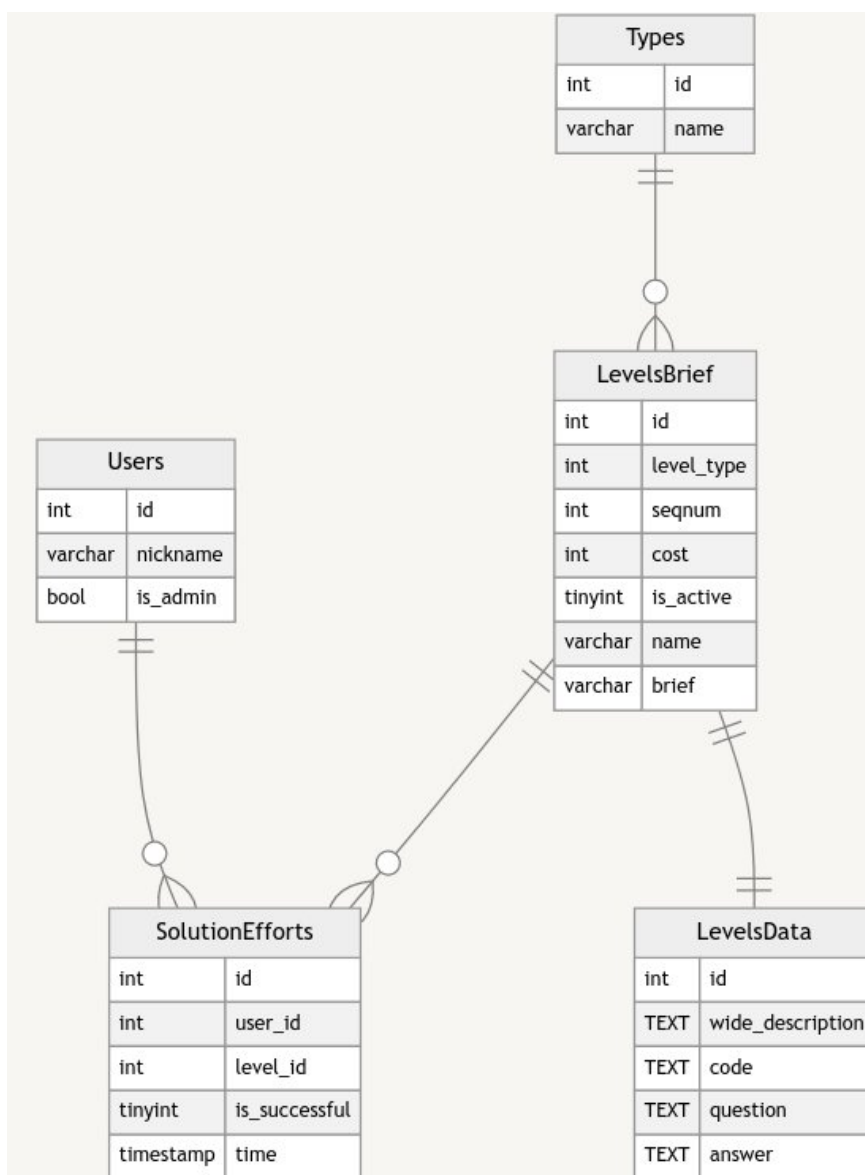 Types
int id
varchar name
LevelsBrief
int id
int level_type
int seqnum
int cost
tinyint is_active
varchar name
varchar brief
Users
int id
varchar nickname
bool is_admin
SolutionEfforts
int id
int user_id
int level_id
tinyint is_successful
timestamp time
LevelsData
int id
TEXT wide_description
TEXT code
TEXT question
TEXT answer